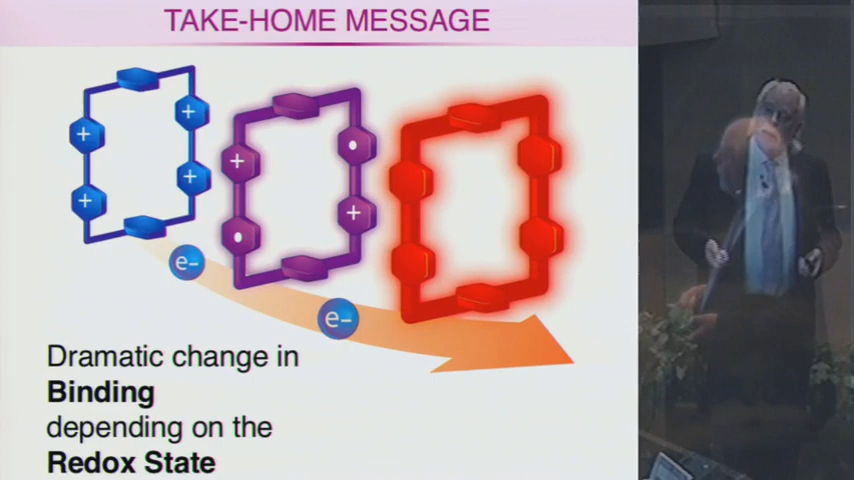 TAKE-HOME MESSAGE
+
+
+
+
+
+
e–
e–
Dramatic change in
Binding
depending on the
Redox State